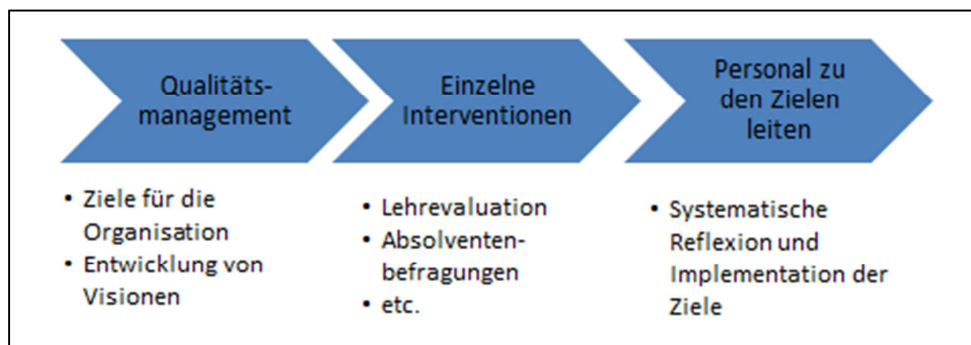 Qualitäts-
management
• Ziele für die
Organisation
• Entwicklung von
Visionen
Einzelne
Interventionen
• Lehrevaluation
• Absolventen-
befragungen
• etc.
Personal zu
den Zielen
leiten
• Systematische
Reflexion und
Implementation der
Ziele